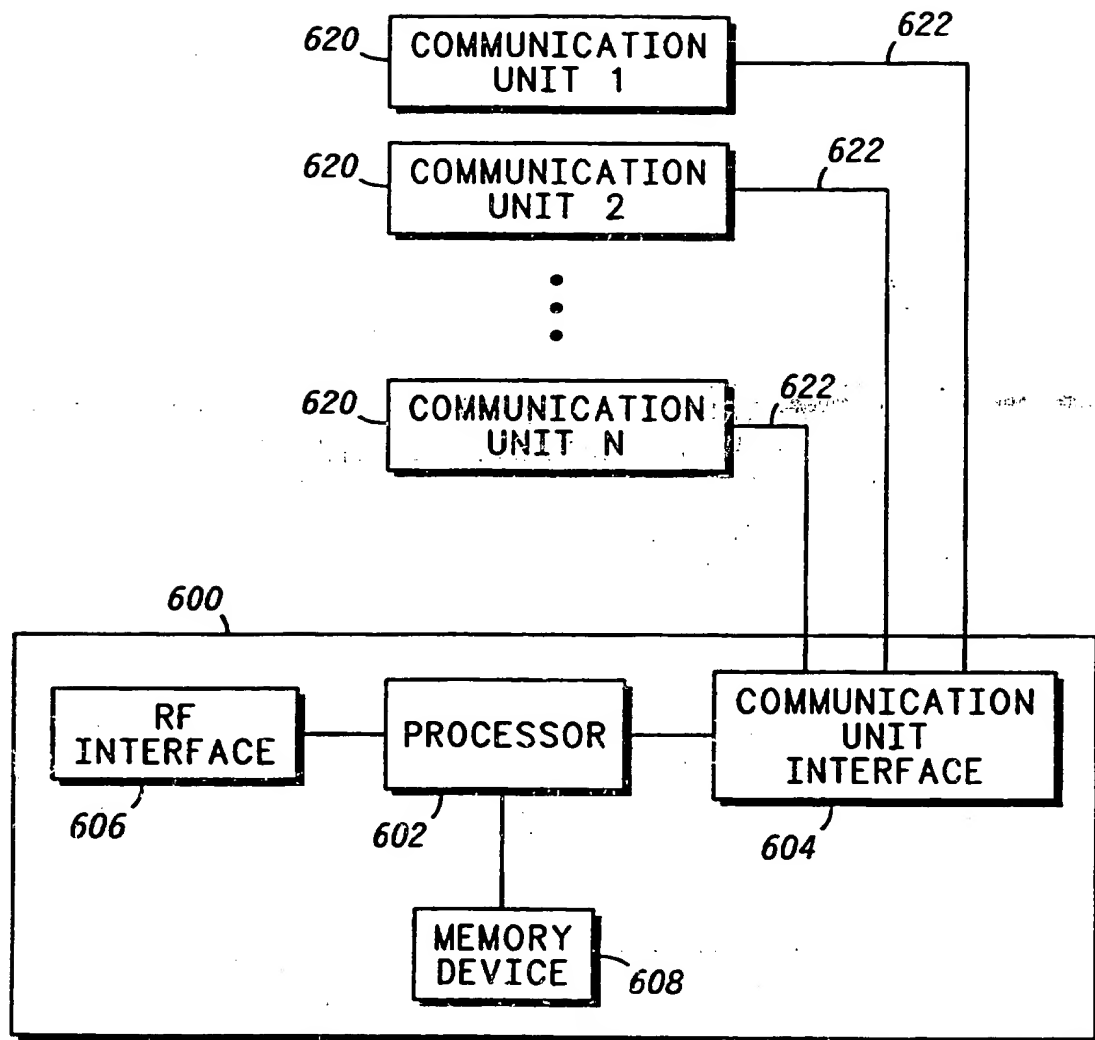 620
COMMUNICATION
UNIT 1
622
620
COMMUNICATION
UNIT 2
622
620
COMMUNICATION
UNIT N
622
600
RF
INTERFACE
606
PROCESSOR
602
COMMUNICATION
UNIT
INTERFACE
604
MEMORY
DEVICE
608